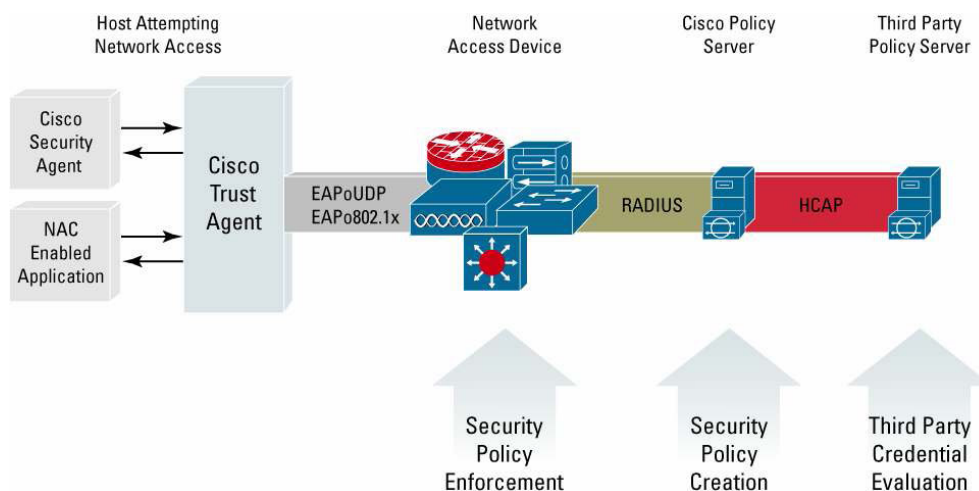 Host Attempting
Network Access
Network
Access Device
Cisco Policy
Server
Third Party
Policy Server
Cisco
Security
Agent
NAC
Enabled
Application
Cisco
Trust
Agent
EAPoUDP
EAPo802.1x
RADIUS
HCAP
Security
Policy
Enforcement
Security
Policy
Creation
Third Party
Credential
Evaluation